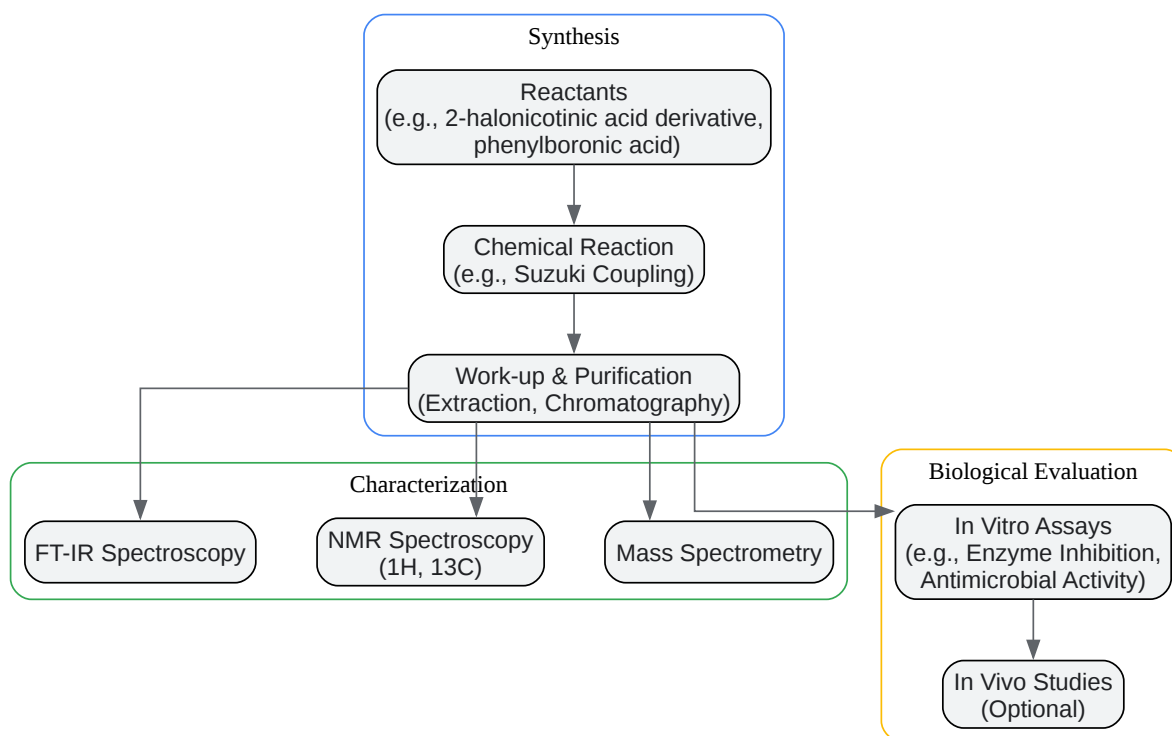 Synthesis
Reactants
(e.g., 2-halonicotinic acid derivative,
phenylboronic acid)
Chemical Reaction
(e.g., Suzuki Coupling)
Work-up & Purification
(Extraction, Chromatography)
Characterization
FT-IR Spectroscopy
NMR Spectroscopy
(1H, 13C)
Mass Spectrometry
Biological Evaluation
In Vitro Assays
(e.g., Enzyme Inhibition,
Antimicrobial Activity)
In Vivo Studies
(Optional)